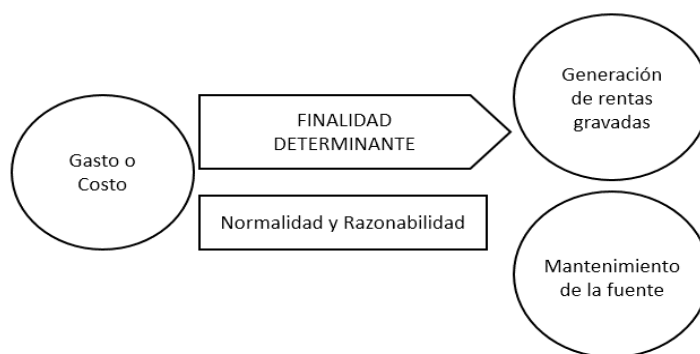 Gasto o
Costo
FINALIDAD
DETERMINANTE
Normalidad y Razonabilidad
Generación
de rentas
gravadas
Mantenimiento
de la fuente